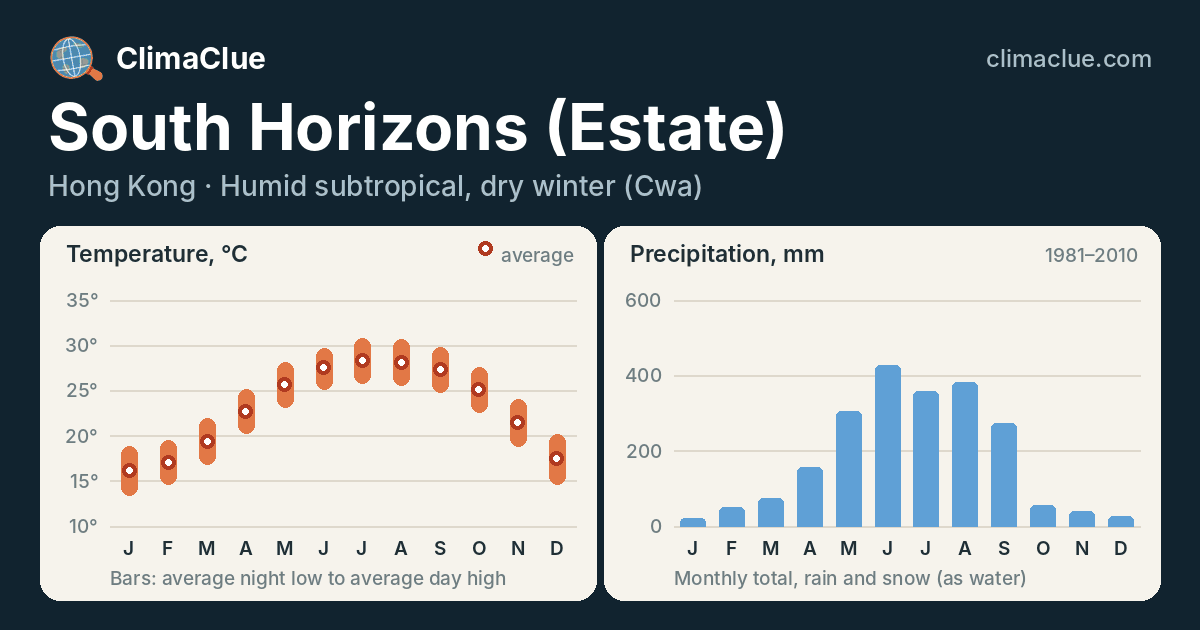 ClimaClue
climaclue.com
South Horizons (Estate)
Hong Kong · Humid subtropical, dry winter (Cwa)
Temperature, °C
average
35°
30°
25°
20°
15°
10°
J F M A M J J A S O N D
Bars: average night low to average day high
Precipitation, mm
1981–2010
600
400
200
0
J F M A M J J A S O N D
Monthly total, rain and snow (as water)